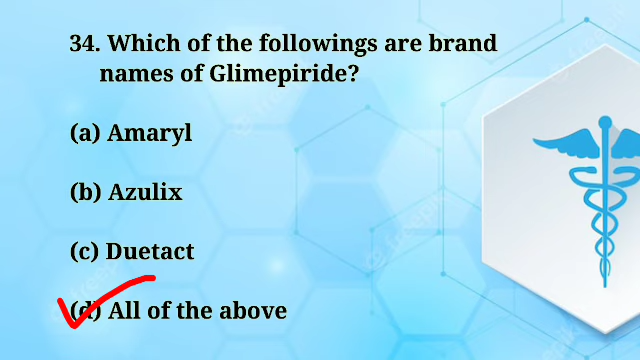 34. Which of the followings are brand
names of Glimepiride?
(a) Amaryl
(b) Azulix
(c) Duetact
(d) All of the above